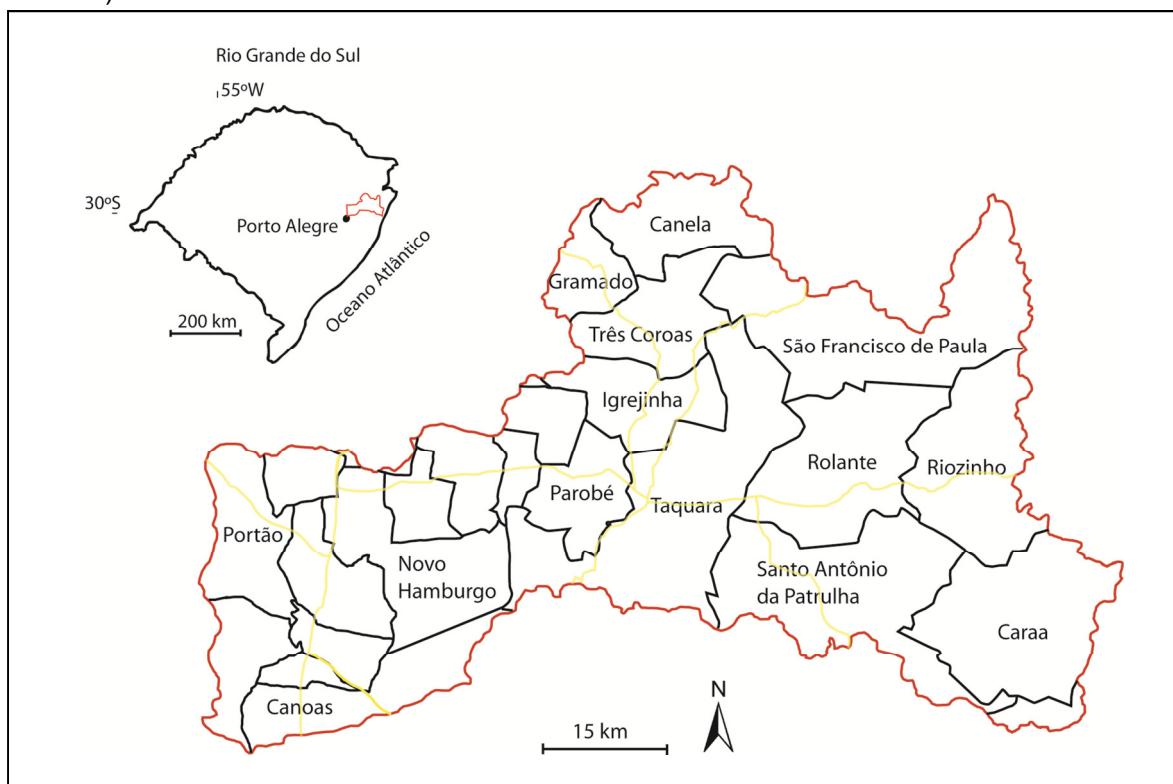 Rio Grande do Sul
55ºW
30ºS
Porto Alegre
Oceano Atlântico
200 km
Canela
Gramado
Três Coroas
São Francisco de Paula
Igrejinha
Rolante
Riozinho
Parobé
Taquara
Portão
Novo
Hamburgo
Santo Antônio
da Patrulha
Caraa
Canoas
N
15 km